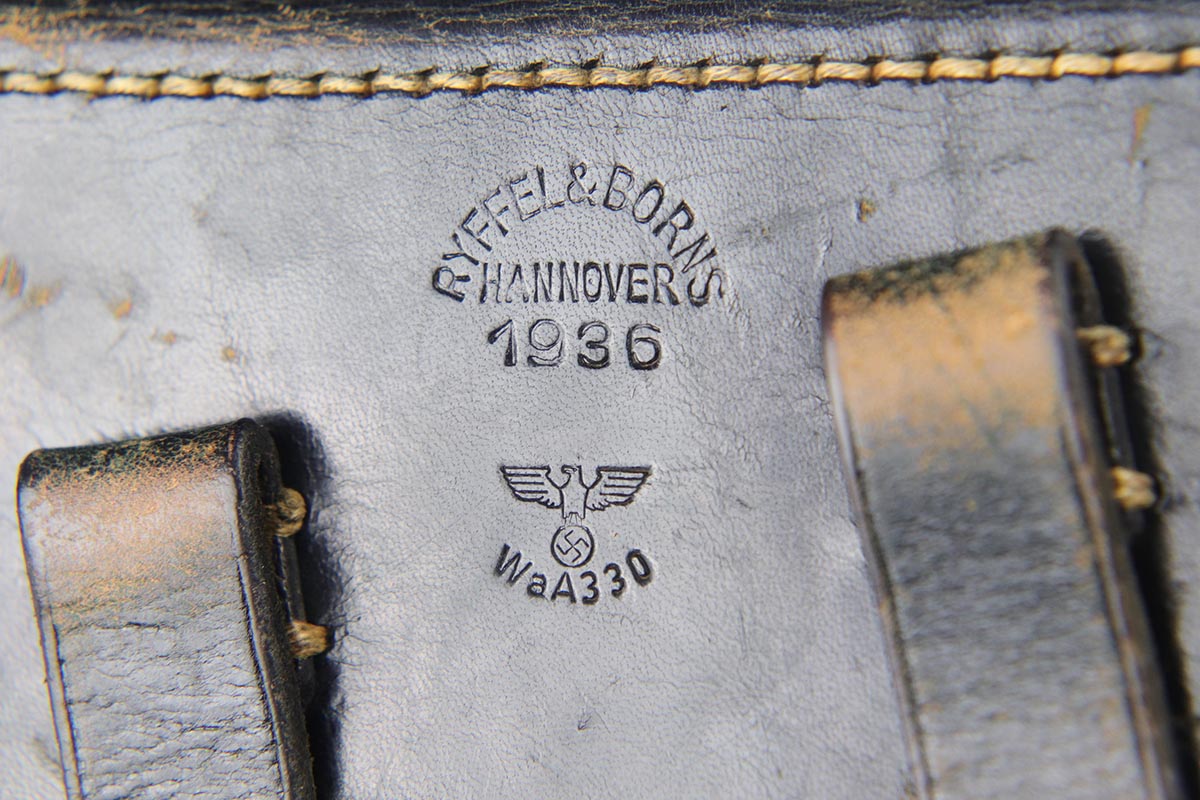 RYFFEL & BORNS
HANNOVER
1936
WaA330